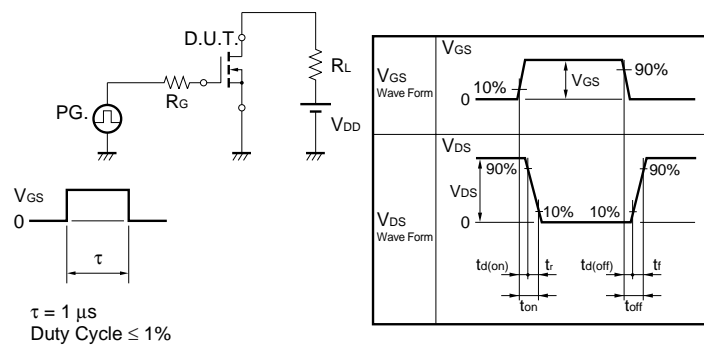 D.U.T.
RL
RG
PG.
VDD
VGS
0
τ
τ = 1 μs
Duty Cycle ≤ 1%
VGS
Wave Form
VGS
10%
VGS
90%
0
VDS
Wave Form
VDS
VDS
90%
90%
10%
10%
0
td(on)
tr
td(off)
tf
ton
toff